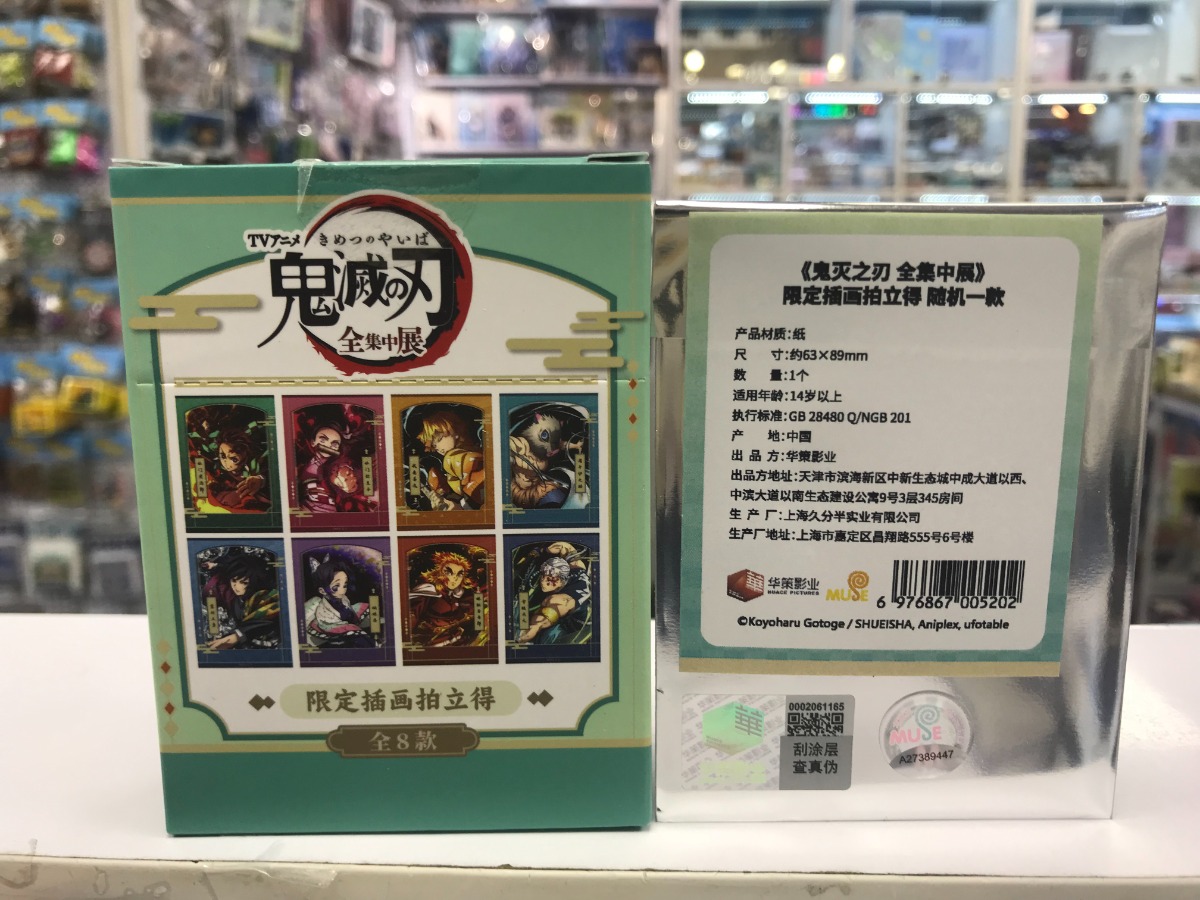 TVアニメ きめつのやいば
鬼滅の刃
全集中展
限定插画拍立得
全8款
《鬼灭之刃 全集中展》
限定插画拍立得 随机一款
产品材质:纸
尺 寸:约63×89mm
数 量:1个
适用年龄:14岁以上
执行标准:GB 28480 Q/NGB 201
产 地:中国
出 品 方:华策影业
出品方地址:天津市滨海新区中新生态城中成大道以西、
中滨大道以南生态建设公寓9号3层345房间
生 产 厂:上海久分半实业有限公司
生产厂地址:上海市嘉定区昌翔路555号6号楼
華 华策影业
HUACE PICTURES
MUSE
6 976867 005202
©Koyoharu Gotoge / SHUEISHA, Aniplex, ufotable
華
0002061165
刮涂层
查真伪
MUSE
A27389447